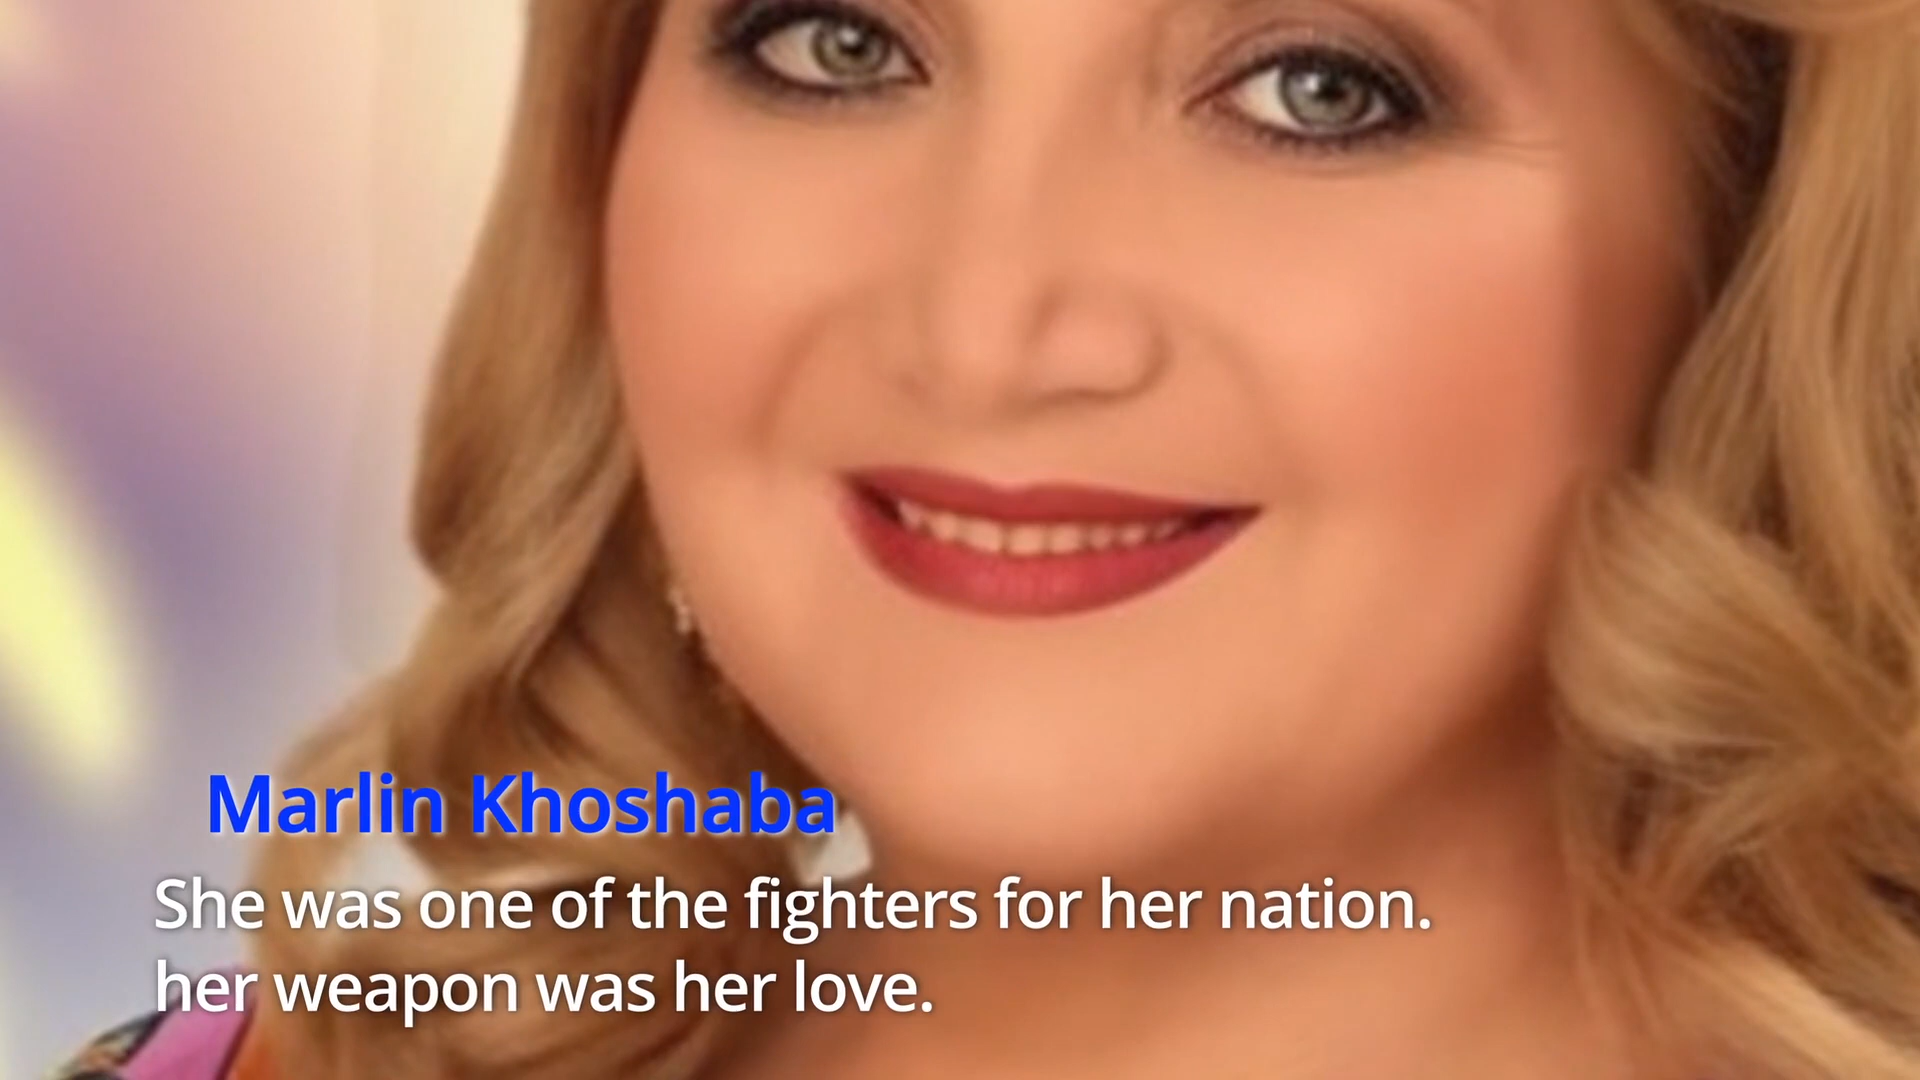 Marlin Khoshaba
She was one of the fighters for her nation.
her weapon was her love.